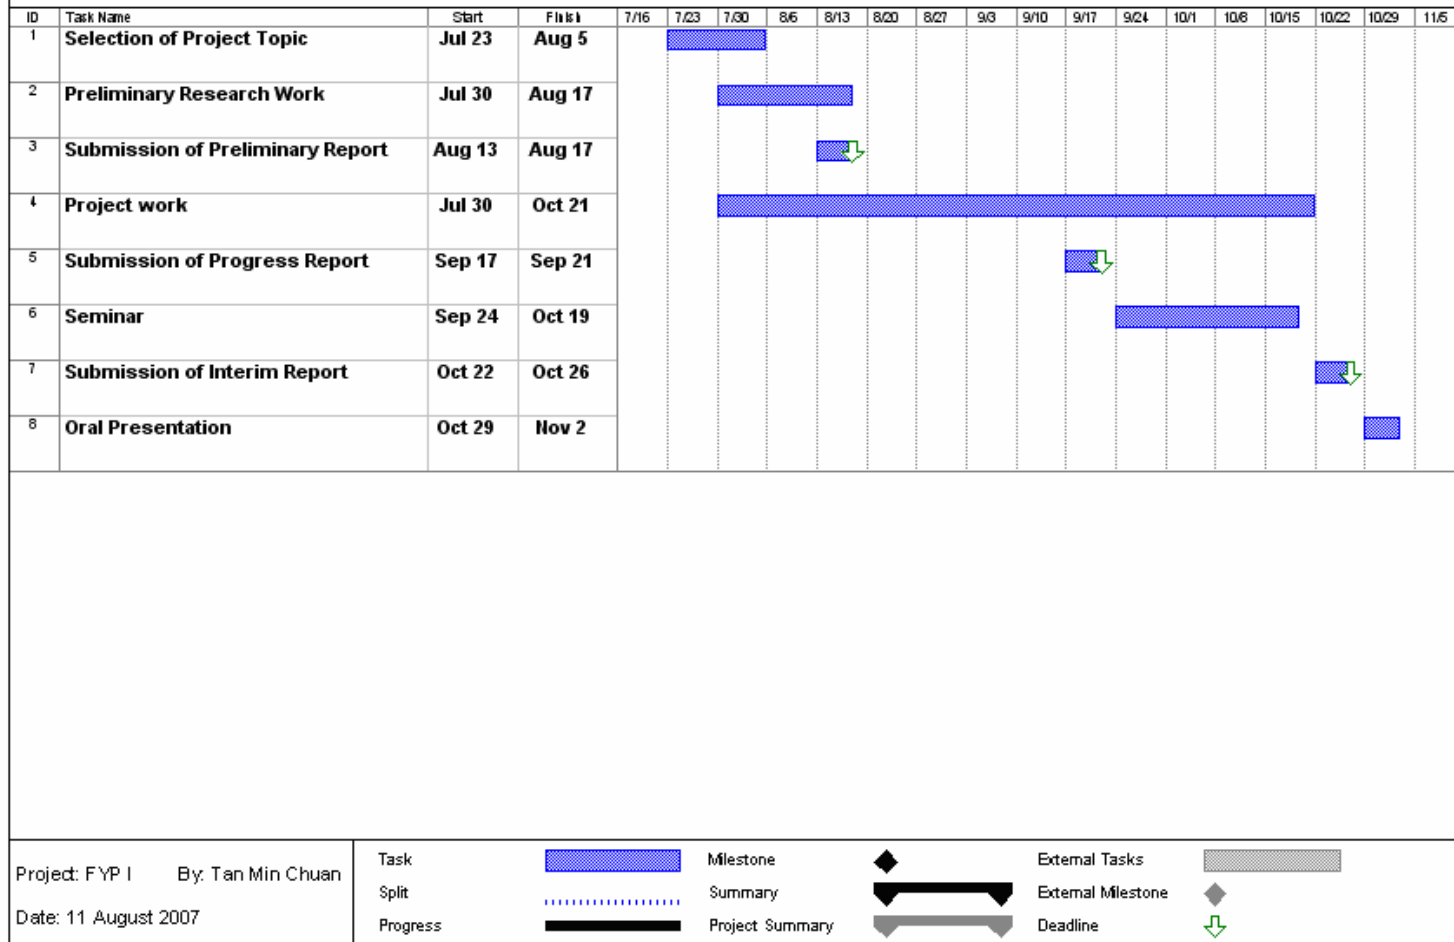 ID Task Name Start Finish 7/16 7/23 7/30 8/6 8/13 8/20 8/27 9/3 9/10 9/17 9/24 10/1 10/8 10/15 10/22 10/29 11/5
1 Selection of Project Topic Jul 23 Aug 5
2 Preliminary Research Work Jul 30 Aug 17
3 Submission of Preliminary Report Aug 13 Aug 17
4 Project work Jul 30 Oct 21
5 Submission of Progress Report Sep 17 Sep 21
6 Seminar Sep 24 Oct 19
7 Submission of Interim Report Oct 22 Oct 26
8 Oral Presentation Oct 29 Nov 2
Project: FYP I By: Tan Min Chuan
Date: 11 August 2007
Task Milestone External Tasks
Split Summary External Milestone
Progress Project Summary Deadline